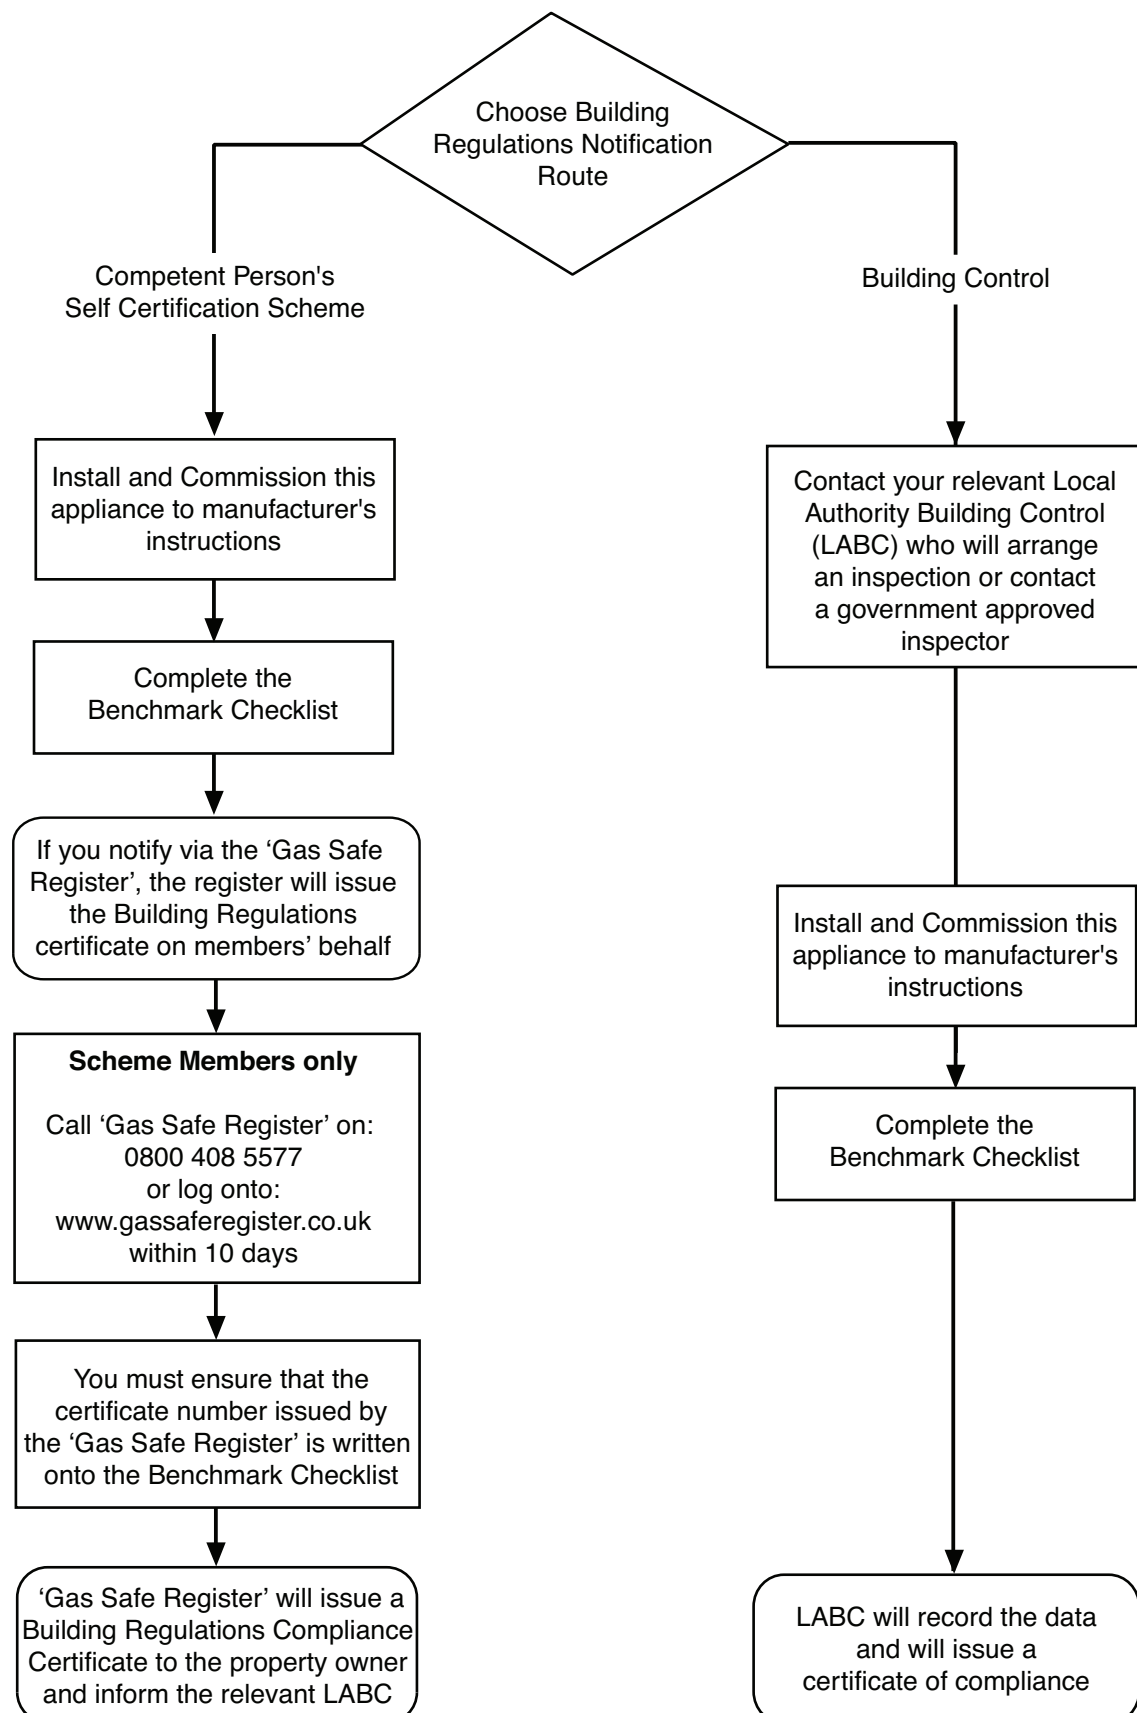 Choose Building
Regulations Notification
Route
Competent Person's
Self Certification Scheme
Building Control
Install and Commission this
appliance to manufacturer's
instructions
Complete the
Benchmark Checklist
If you notify via the ‘Gas Safe
Register’, the register will issue
the Building Regulations
certificate on members’ behalf
Scheme Members only
Call ‘Gas Safe Register’ on:
0800 408 5577
or log onto:
www.gassaferegister.co.uk
within 10 days
You must ensure that the
certificate number issued by
the ‘Gas Safe Register’ is written
onto the Benchmark Checklist
‘Gas Safe Register’ will issue a
Building Regulations Compliance
Certificate to the property owner
and inform the relevant LABC
Contact your relevant Local
Authority Building Control
(LABC) who will arrange
an inspection or contact
a government approved
inspector
Install and Commission this
appliance to manufacturer's
instructions
Complete the
Benchmark Checklist
LABC will record the data
and will issue a
certificate of compliance